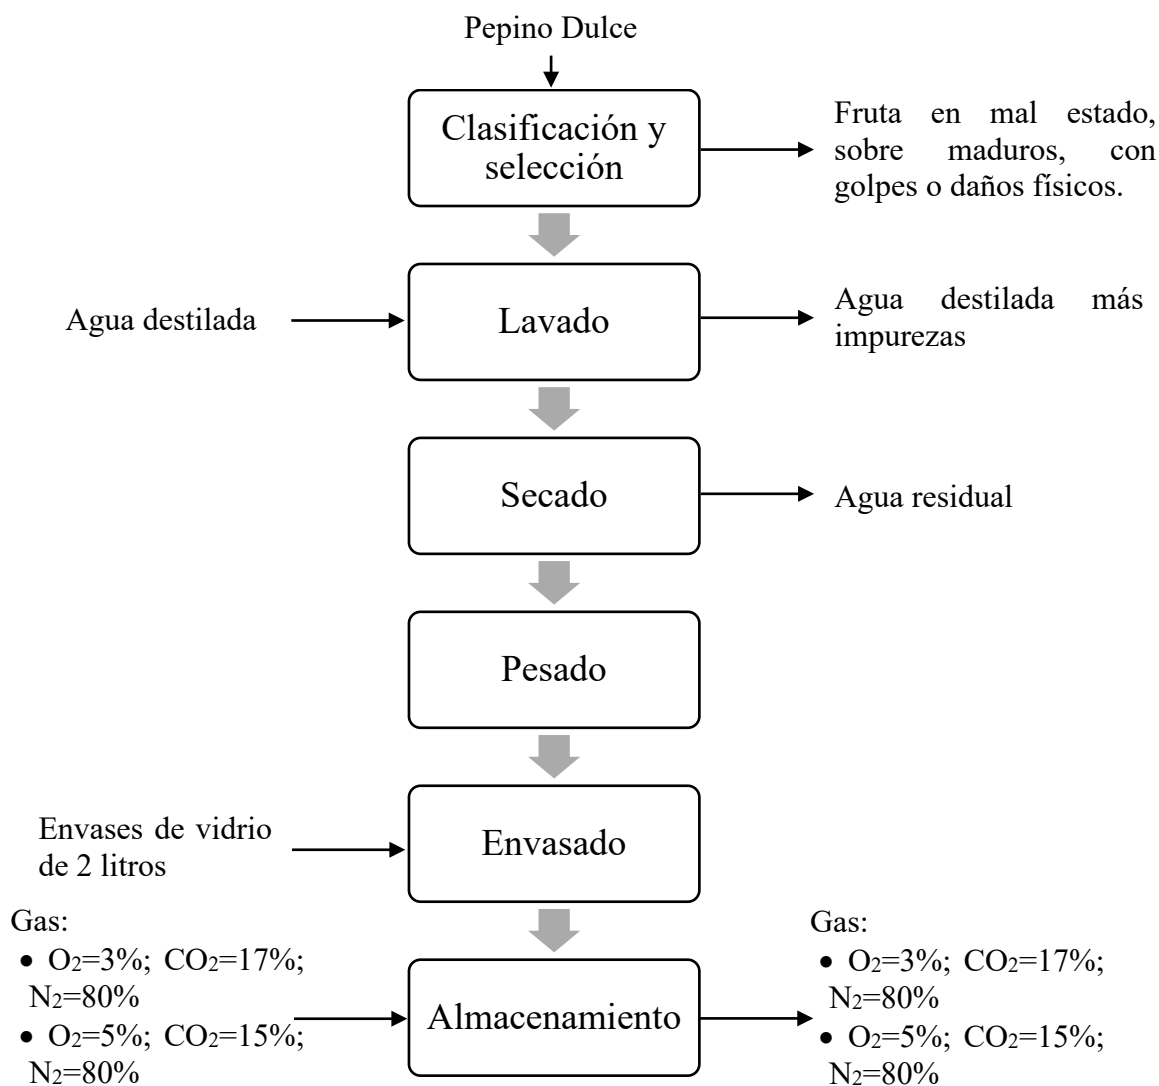 Pepino Dulce
Clasificación y
selección
Fruta en mal estado,
sobre maduros, con
golpes o daños físicos.
Agua destilada
Lavado
Agua destilada más
impurezas
Secado
Agua residual
Pesado
Envases de vidrio
de 2 litros
Envasado
Gas:
• O2=3%; CO2=17%;
N2=80%
• O2=5%; CO2=15%;
N2=80%
Almacenamiento
Gas:
• O2=3%; CO2=17%;
N2=80%
• O2=5%; CO2=15%;
N2=80%